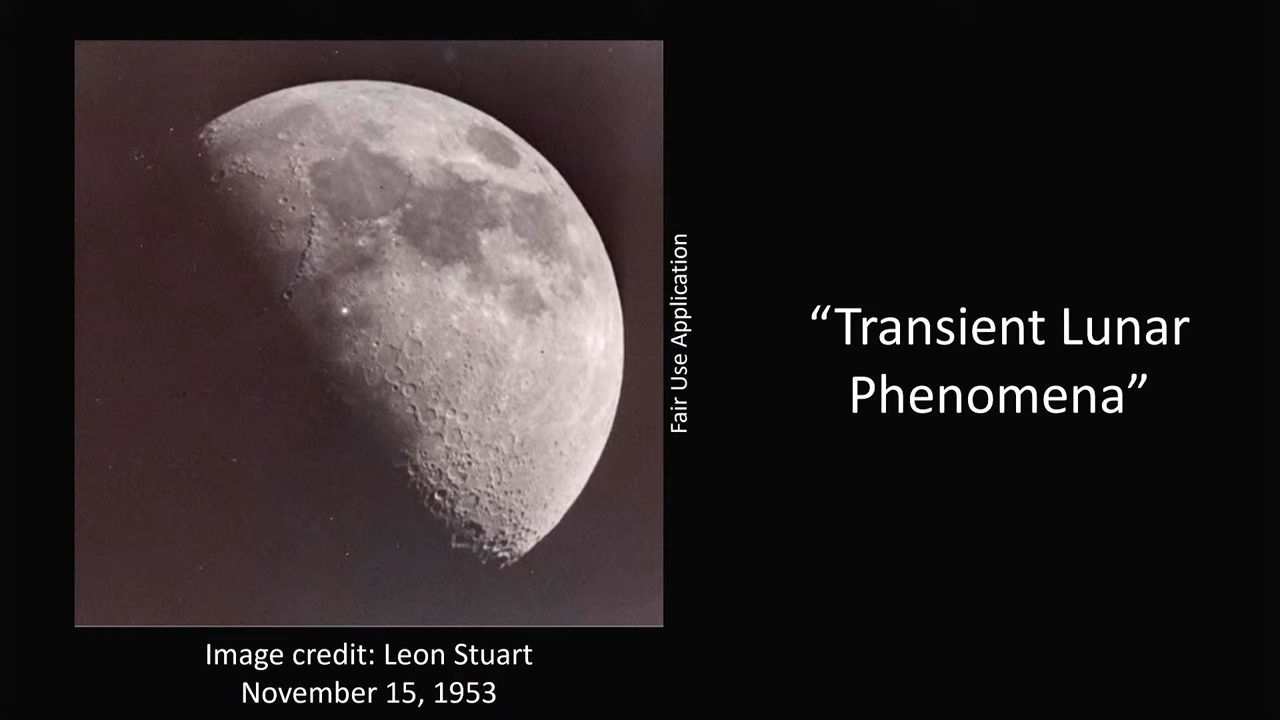 Fair Use Application
“Transient Lunar
Phenomena”
Image credit: Leon Stuart
November 15, 1953